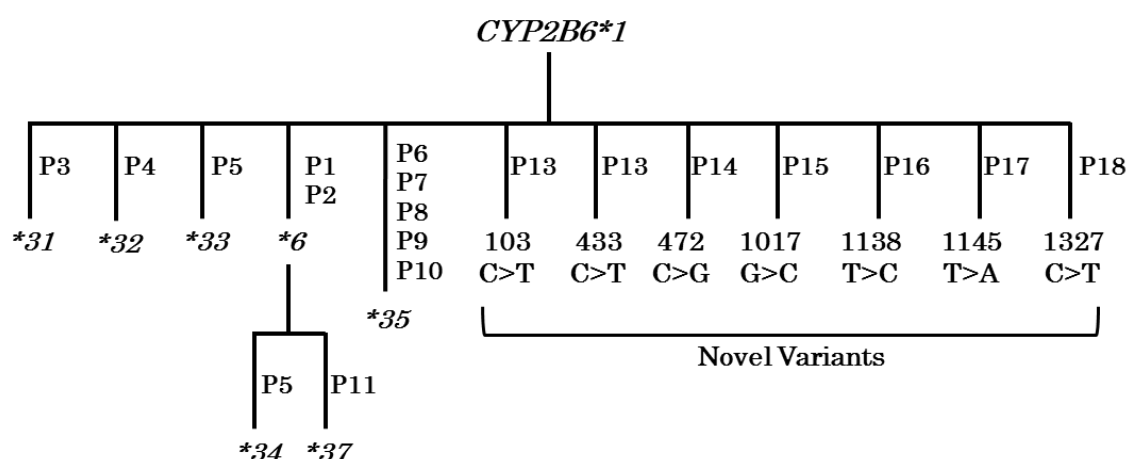 CYP2B6*1
P3 P4 P5 P1 P6 P13 P13 P14 P15 P16 P17 P18
P2 P7
P8
*31 *32 *33 *6 P9 103 433 472 1017 1138 1145 1327
P10 C>T C>T C>G G>C T>C T>A C>T
*35
Novel Variants
P5 P11
*34 *37